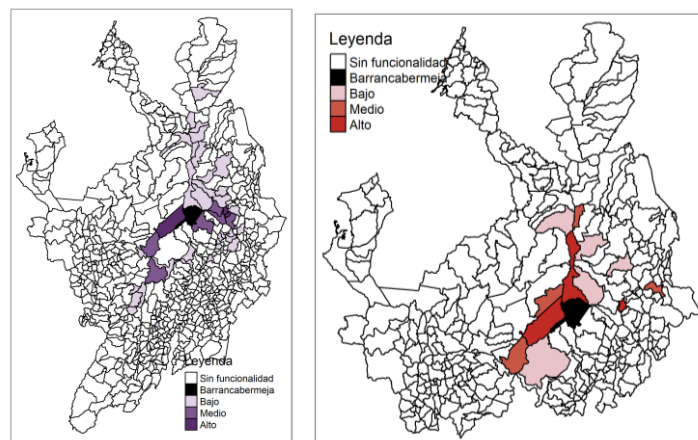 Leyenda
Sin funcionalidad
Barrancabermeja
Bajo
Medio
Alto
Leyenda
Sin funcionalidad
Barrancabermeja
Bajo
Medio
Alto